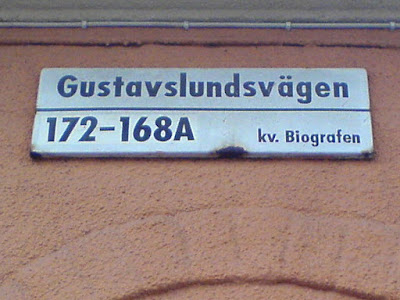 Gustavslundsvägen
172-168A kv. Biografen